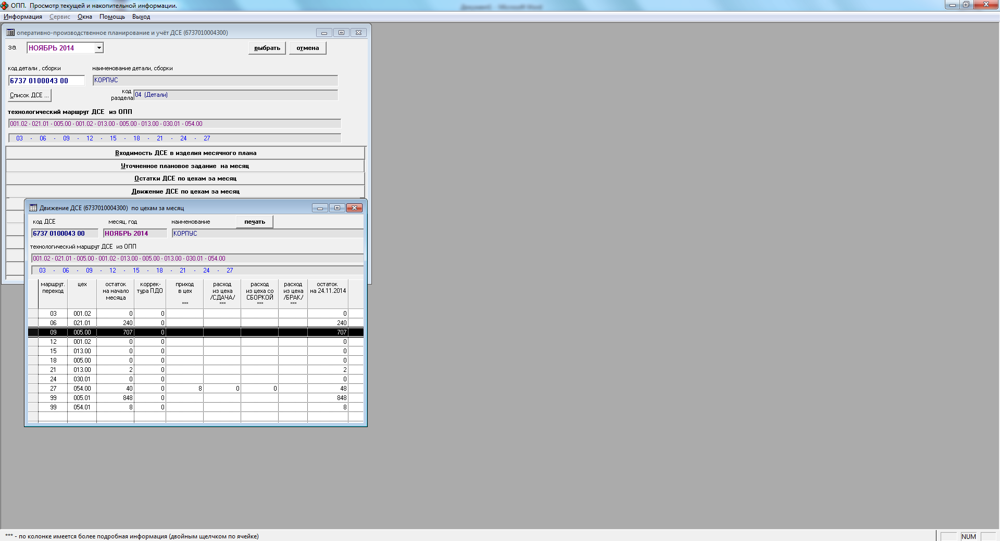 ОПП.  Просмотр текущей и накопительной информации.
Информация Сервис Окна Помощь Выход
оперативно-производственное планирование и учёт ДСЕ (6737010004300)
за НОЯБРЬ 2014 выбрать отмена
код детали , сборки наименование детали, сборки
6737 0100043 00 КОРПУС
Список ДСЕ ... код раздела 04 (Детали)
технологический маршрут ДСЕ  из ОПП
001.02 - 021.01 - 005.00 - 001.02 - 013.00 - 005.00 - 013.00 - 030.01 - 054.00
03 - 06 - 09 - 12 - 15 - 18 - 21 - 24 - 27
Входимость ДСЕ в изделия месячного плана
Уточненное плановое задание  на месяц
Остатки ДСЕ по цехам за месяц
Движение ДСЕ по цехам за месяц
Движение ДСЕ (6737010004300)  по цехам за месяц
код ДСЕ месяц, год наименование печать
6737 0100043 00 НОЯБРЬ 2014 КОРПУС
технологический маршрут ДСЕ  из ОПП
001.02 - 021.01 - 005.00 - 001.02 - 013.00 - 005.00 - 013.00 - 030.01 - 054.00
03 - 06 - 09 - 12 - 15 - 18 - 21 - 24 - 27
маршрут. цех остаток коррек- приход расход расход расход остаток
переход на начало тура ПДО в цех из цеха из цеха со из цеха на 24.11.2014
месяца /СДАЧА/ СБОРКОЙ /БРАК/
*** *** *** ***
03 001.02 0 0 0
06 021.01 240 0 240
09 005.00 707 0 707
12 001.02 0 0 0
15 013.00 0 0 0
18 005.00 0 0 0
21 013.00 2 0 2
24 030.01 0 0 0
27 054.00 40 0 8 0 0 48
99 005.01 848 0 848
99 054.01 8 0 8
*** - по колонке имеется более подробная информация (двойным щелчком по ячейке)
NUM